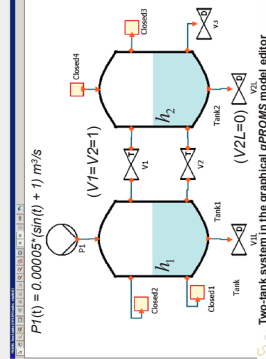 P1(t) = 0.00005*(sin(t) + 1) m³/s
P1
Closed3
Closed4
(V1=V2=1)
V.s
h₁
h₂
V1
V2
Closed2
Closed1
Tank1
Tank2
Tank
V1L
V2L
(V2L=0)
Two-tank system in the graphical gPROMS model editor